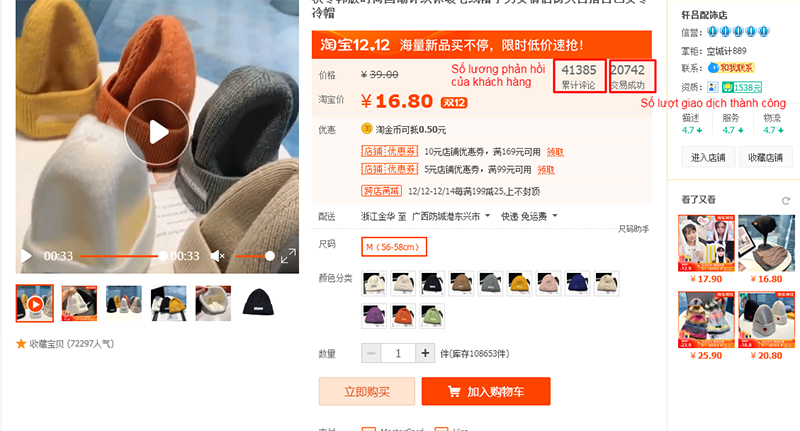 冷帽
淘宝12.12 海量新品买不停，限时低价速抢！
价格 ¥ 39.00
淘宝价 ¥ 16.80 双12
Số lượng phản hồi
của khách hàng
41385
累计评论
20742
交易成功
Số lượt giao dịch thành công
优惠 淘金币可抵0.50元
店铺优惠券 10元店铺优惠券，满169元可用 领取
店铺优惠券 5元店铺优惠券，满99元可用 领取
跨店满减 12/12-12/14每满199减25,上不封顶
配送 浙江金华 至 广西防城港东兴市 快递 免运费
尺码助手
尺码 M（56-58cm）
颜色分类
数量 1 件(库存108653件)
立即购买 加入购物车
MasterCard Visa
00:33 00:33
收藏宝贝 (72297人气)
轩吕配饰店
信誉：
掌柜：空城计889
联系：和我联系
资质：1538元
描述 服务 物流
4.7 4.7 4.7
进入店铺 收藏店铺
看了又看
¥ 17.90 ¥ 16.80
¥ 25.90 ¥ 20.80